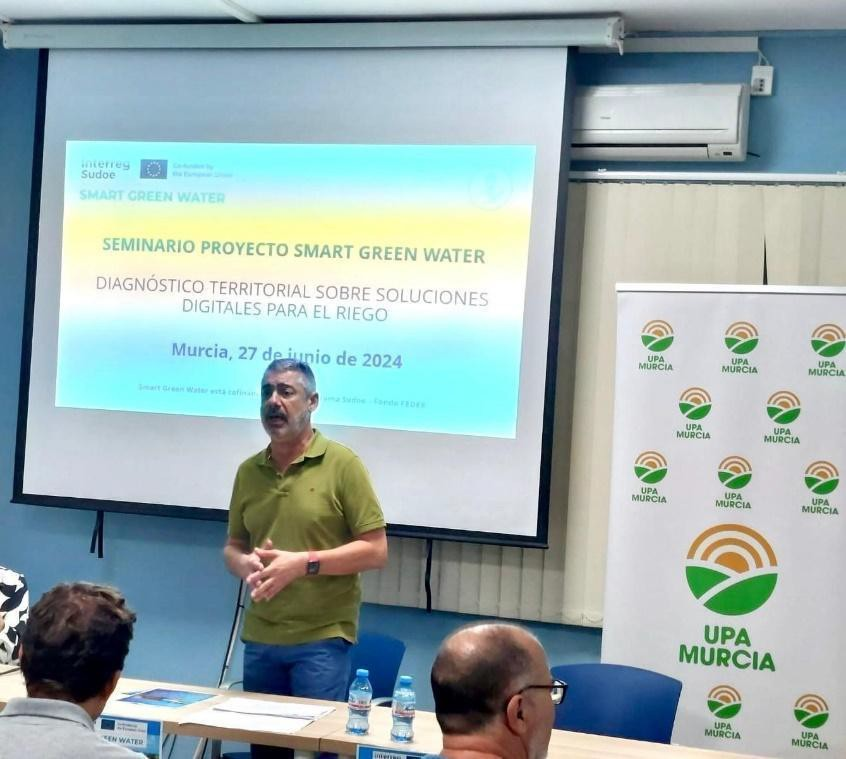 Interreg
Sudoe
Co-funded by
the European Union
SMART GREEN WATER
SEMINARIO PROYECTO SMART GREEN WATER
DIAGNÓSTICO TERRITORIAL SOBRE SOLUCIONES
DIGITALES PARA EL RIEGO
Murcia, 27 de junio de 2024
Smart Green Water está cofinan ama Sudoe - Fondo FEDER
UPA
MURCIA
UPA
MURCIA
UPA
MURCIA
UPA
MURCIA
UPA
MURCIA
UPA
MURCIA
UPA
MURCIA
UPA
MURCIA
UPA
MURCIA
UPA
MURCIA
UPA
MURCIA
GREEN WATER
Interreg